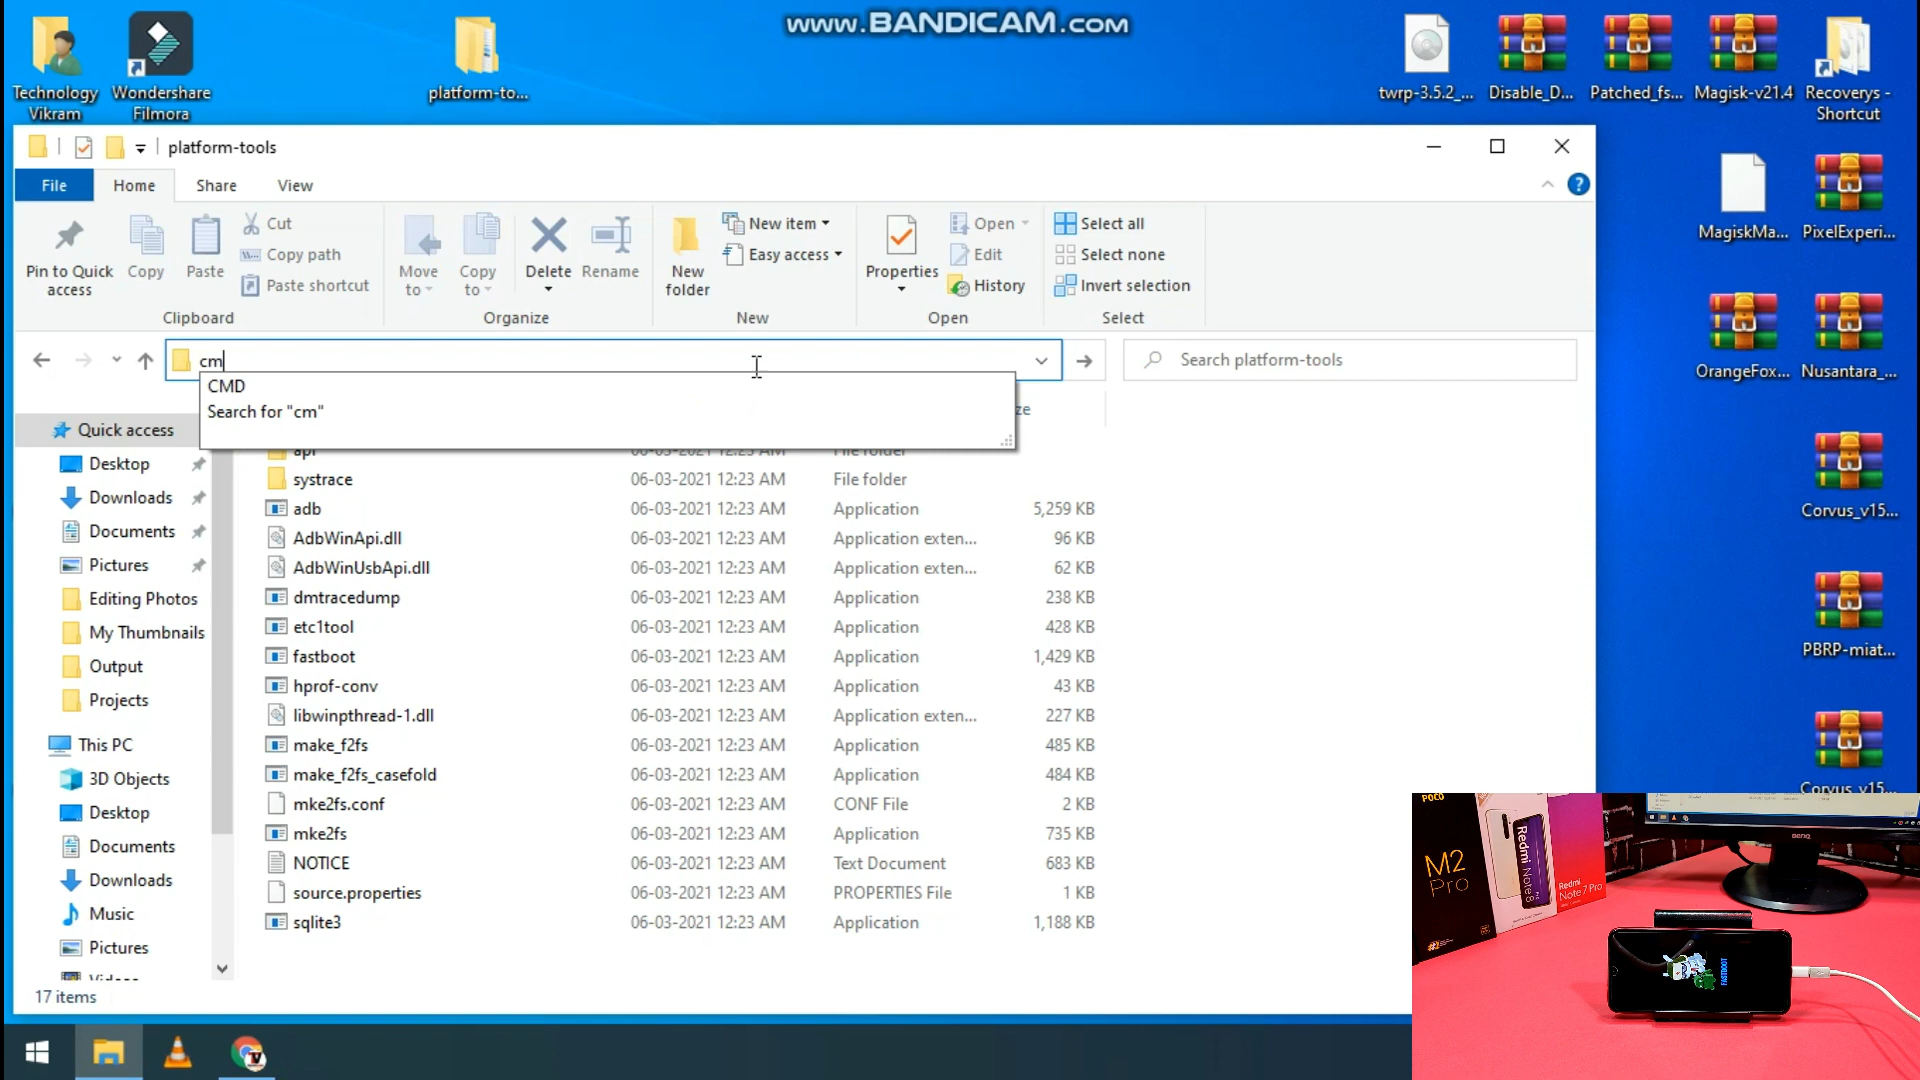 www.BANDICAM.com
Technology Vikram
Wondershare Filmora
platform-to...
twrp-3.5.2_...
Disable_D...
Patched_fs...
Magisk-v21.4
Recoverys - Shortcut
platform-tools
File
Home
Share
View
Pin to Quick access
Copy
Paste
Cut
Copy path
Paste shortcut
Clipboard
Move to
Copy to
Delete
Rename
Organize
New folder
New item
Easy access
New
Properties
Open
Edit
History
Open
Select all
Select none
Invert selection
Select
MagiskMa...
PixelExperi...
cm
Search platform-tools
CMD
Search for "cm"
OrangeFox...
Nusantara_...
Corvus_v15...
PBRP-miat...
Corvus_v15...
Quick access
Desktop
Downloads
Documents
Pictures
Editing Photos
My Thumbnails
Output
Projects
This PC
3D Objects
Desktop
Documents
Downloads
Music
Pictures
Videos
api 06-03-2021 12:23 AM File folder
systrace 06-03-2021 12:23 AM File folder
adb 06-03-2021 12:23 AM Application 5,259 KB
AdbWinApi.dll 06-03-2021 12:23 AM Application exten... 96 KB
AdbWinUsbApi.dll 06-03-2021 12:23 AM Application exten... 62 KB
dmtracedump 06-03-2021 12:23 AM Application 238 KB
etc1tool 06-03-2021 12:23 AM Application 428 KB
fastboot 06-03-2021 12:23 AM Application 1,429 KB
hprof-conv 06-03-2021 12:23 AM Application 43 KB
libwinpthread-1.dll 06-03-2021 12:23 AM Application exten... 227 KB
make_f2fs 06-03-2021 12:23 AM Application 485 KB
make_f2fs_casefold 06-03-2021 12:23 AM Application 484 KB
mke2fs.conf 06-03-2021 12:23 AM CONF File 2 KB
mke2fs 06-03-2021 12:23 AM Application 735 KB
NOTICE 06-03-2021 12:23 AM Text Document 683 KB
source.properties 06-03-2021 12:23 AM PROPERTIES File 1 KB
sqlite3 06-03-2021 12:23 AM Application 1,188 KB
17 items
POCO
M2 Pro
Redmi Note 8
Redmi Note 7 Pro
BenQ
FASTBOOT